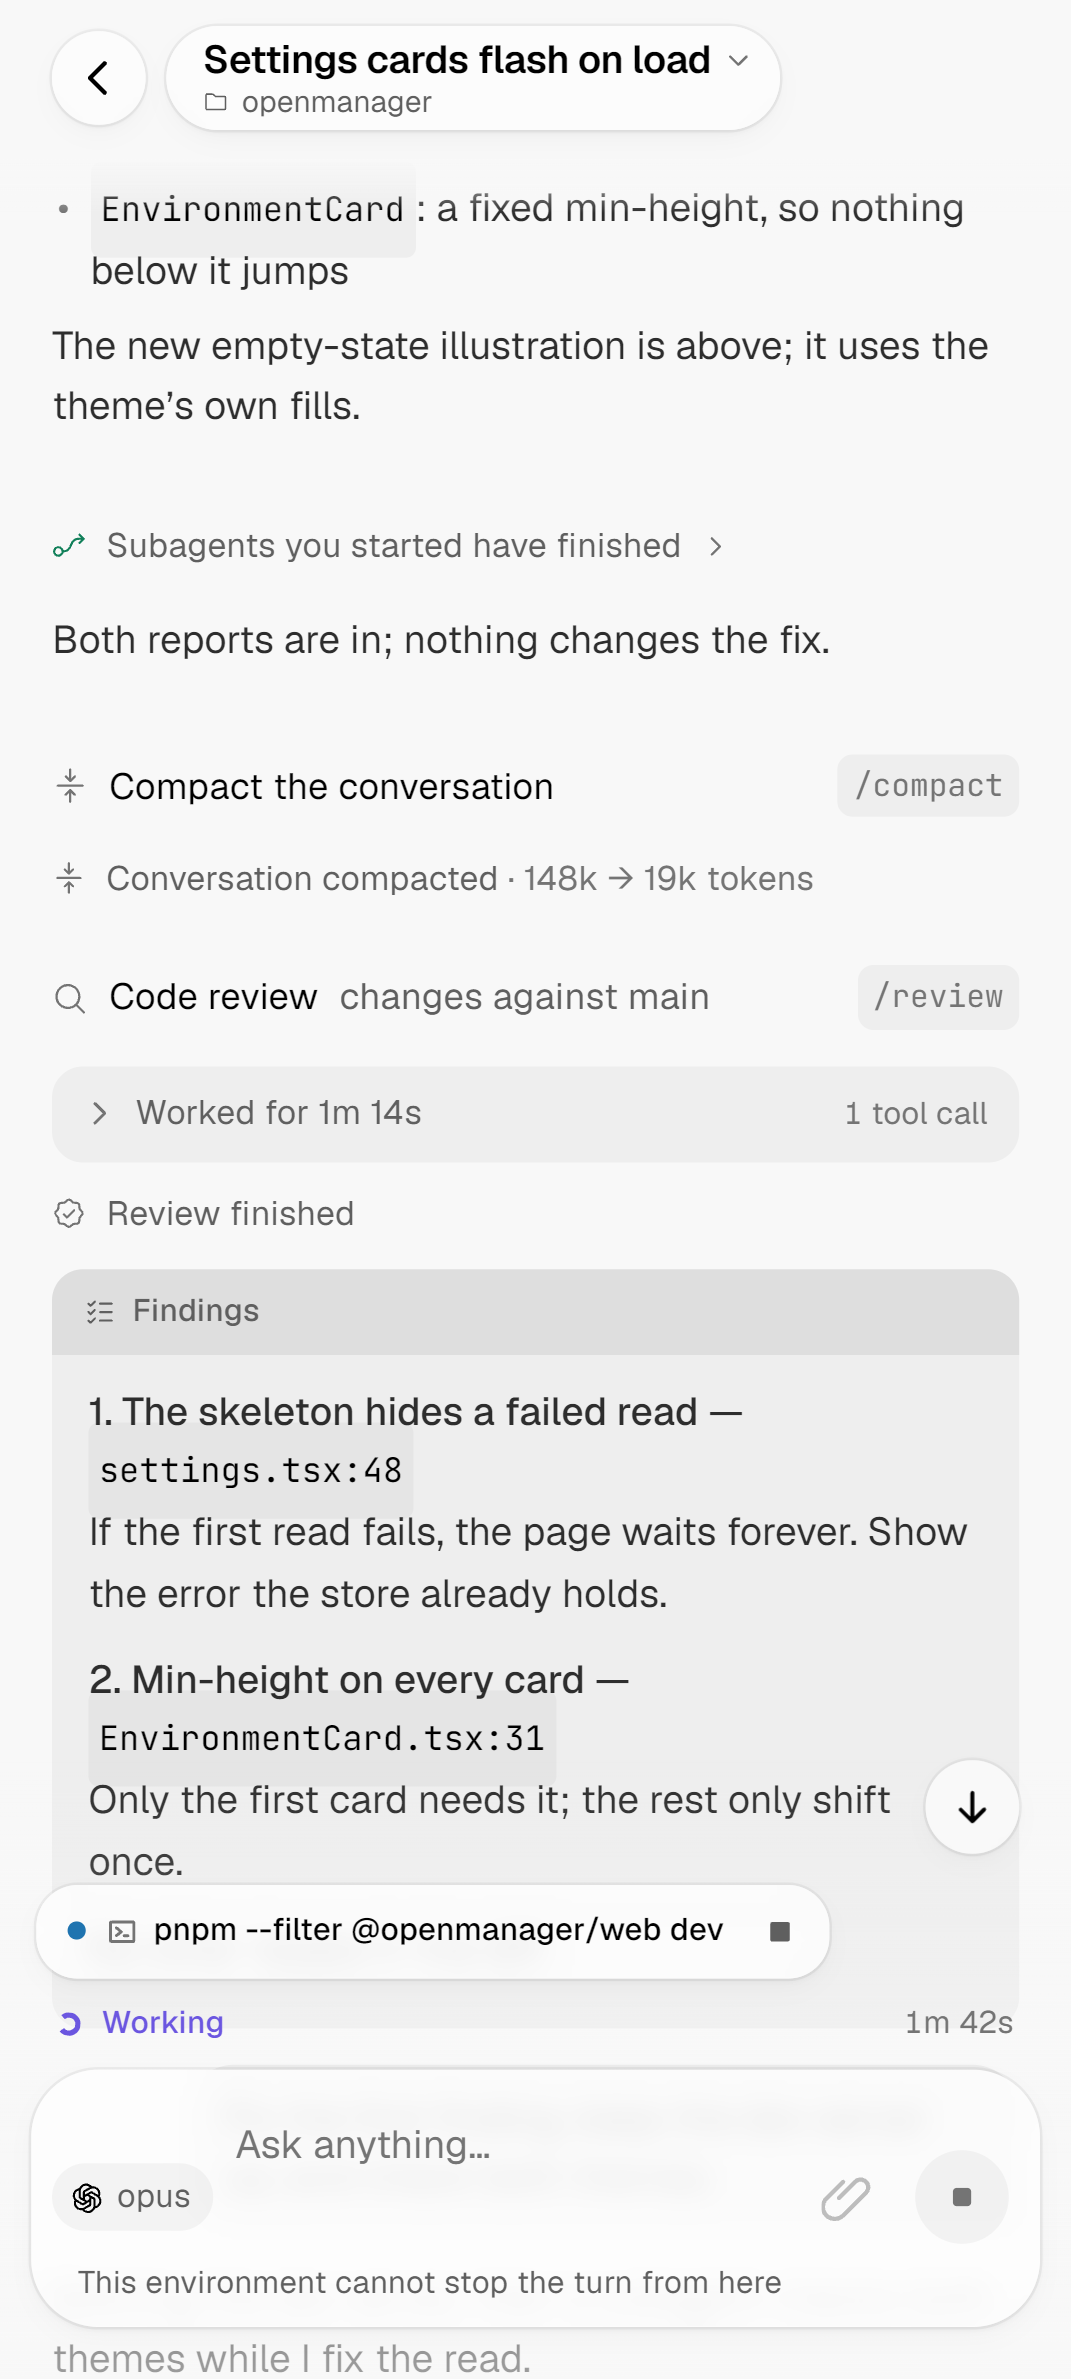 Settings cards flash on load
openmanager
• EnvironmentCard : a fixed min-height, so nothing
below it jumps
The new empty-state illustration is above; it uses the
theme’s own fills.
Subagents you started have finished
Both reports are in; nothing changes the fix.
Compact the conversation /compact
Conversation compacted · 148k → 19k tokens
Code review changes against main /review
Worked for 1m 14s 1 tool call
Review finished
Findings
1. The skeleton hides a failed read —
settings.tsx:48
If the first read fails, the page waits forever. Show
the error the store already holds.
2. Min-height on every card —
EnvironmentCard.tsx:31
Only the first card needs it; the rest only shift
once.
pnpm --filter @openmanager/web dev
Working 1m 42s
Ask anything...
opus
This environment cannot stop the turn from here
themes while I fix the read.